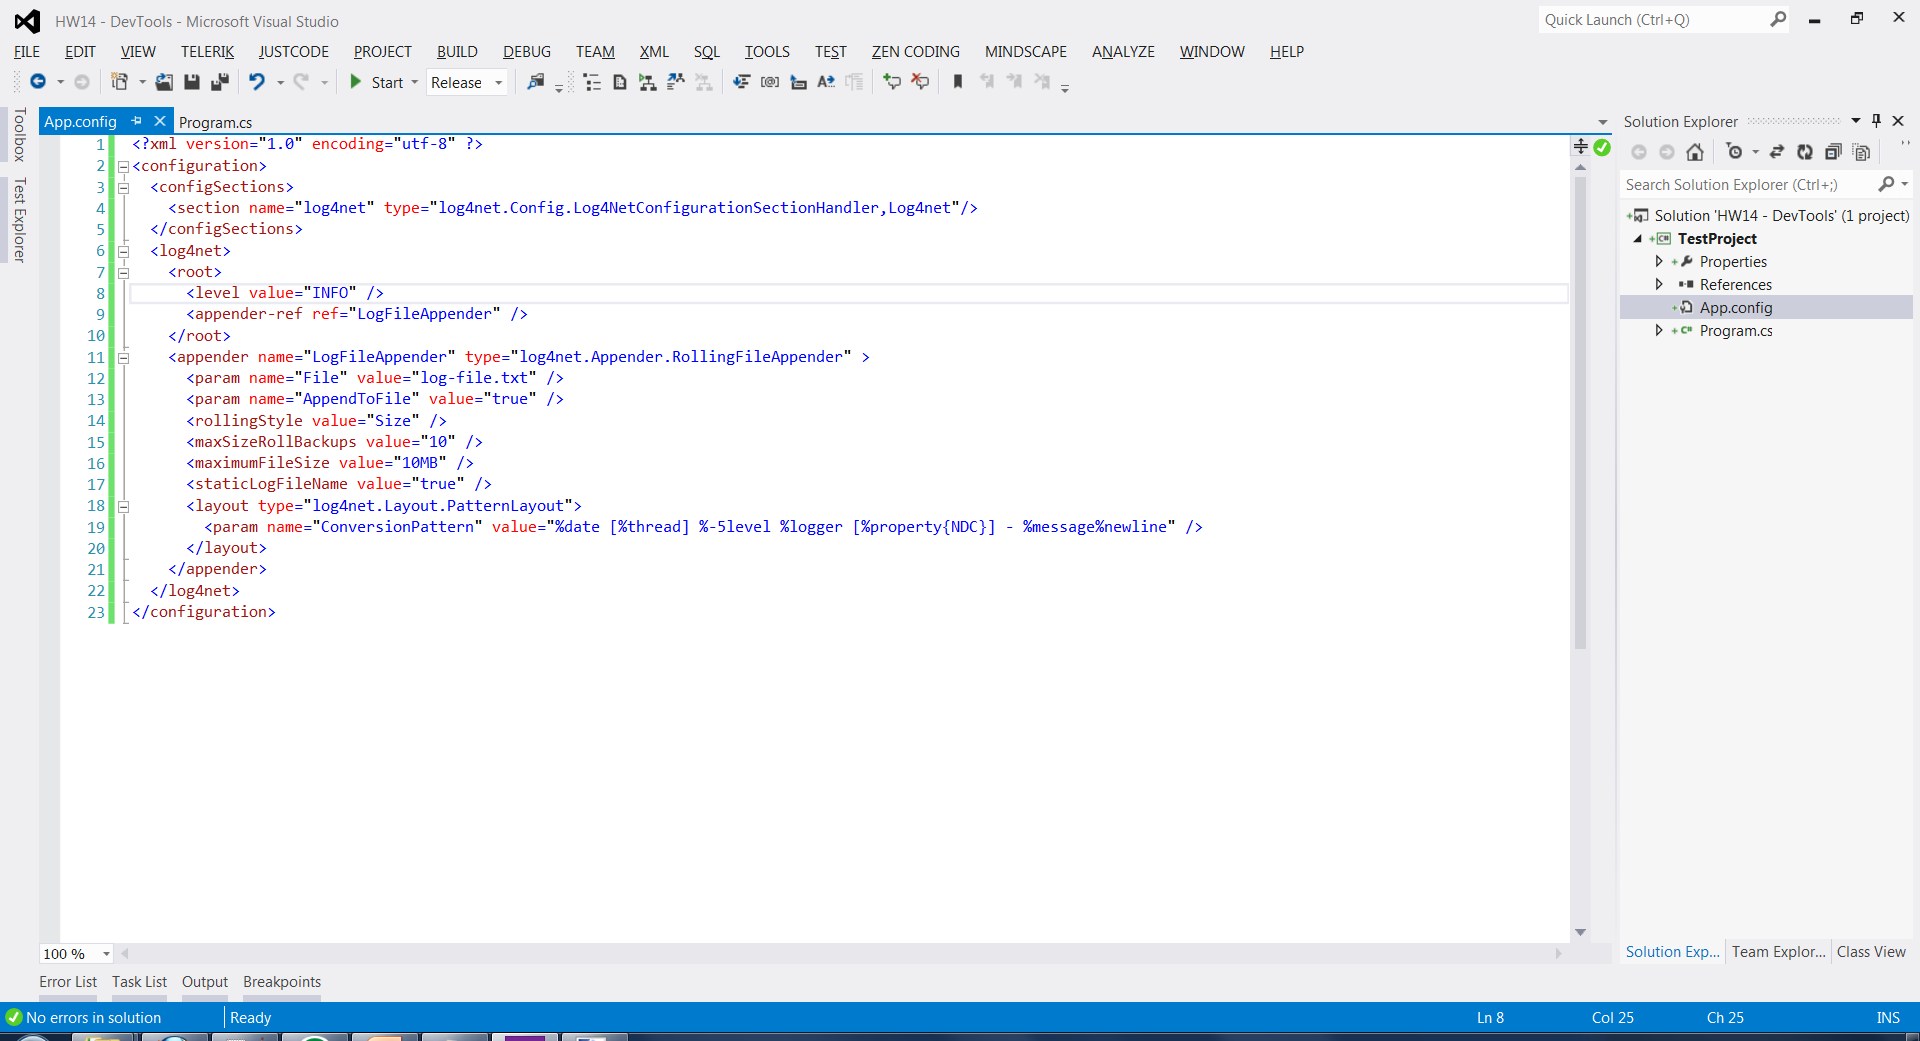 HW14 - DevTools - Microsoft Visual Studio
Quick Launch (Ctrl+Q)
FILE EDIT VIEW TELERIK JUSTCODE PROJECT BUILD DEBUG TEAM XML SQL TOOLS TEST ZEN CODING MINDSCAPE ANALYZE WINDOW HELP
Start Release
Toolbox
Test Explorer
App.config Program.cs
1 <?xml version="1.0" encoding="utf-8" ?>
2 <configuration>
3 <configSections>
4 <section name="log4net" type="log4net.Config.Log4NetConfigurationSectionHandler,Log4net"/>
5 </configSections>
6 <log4net>
7 <root>
8 <level value="INFO" />
9 <appender-ref ref="LogFileAppender" />
10 </root>
11 <appender name="LogFileAppender" type="log4net.Appender.RollingFileAppender" >
12 <param name="File" value="log-file.txt" />
13 <param name="AppendToFile" value="true" />
14 <rollingStyle value="Size" />
15 <maxSizeRollBackups value="10" />
16 <maximumFileSize value="10MB" />
17 <staticLogFileName value="true" />
18 <layout type="log4net.Layout.PatternLayout">
19 <param name="ConversionPattern" value="%date [%thread] %-5level %logger [%property{NDC}] - %message%newline" />
20 </layout>
21 </appender>
22 </log4net>
23 </configuration>
100 %
Solution Explorer
Search Solution Explorer (Ctrl+;)
Solution 'HW14 - DevTools' (1 project)
TestProject
Properties
References
App.config
Program.cs
Solution Exp... Team Explor... Class View
Error List Task List Output Breakpoints
No errors in solution Ready Ln 8 Col 25 Ch 25 INS